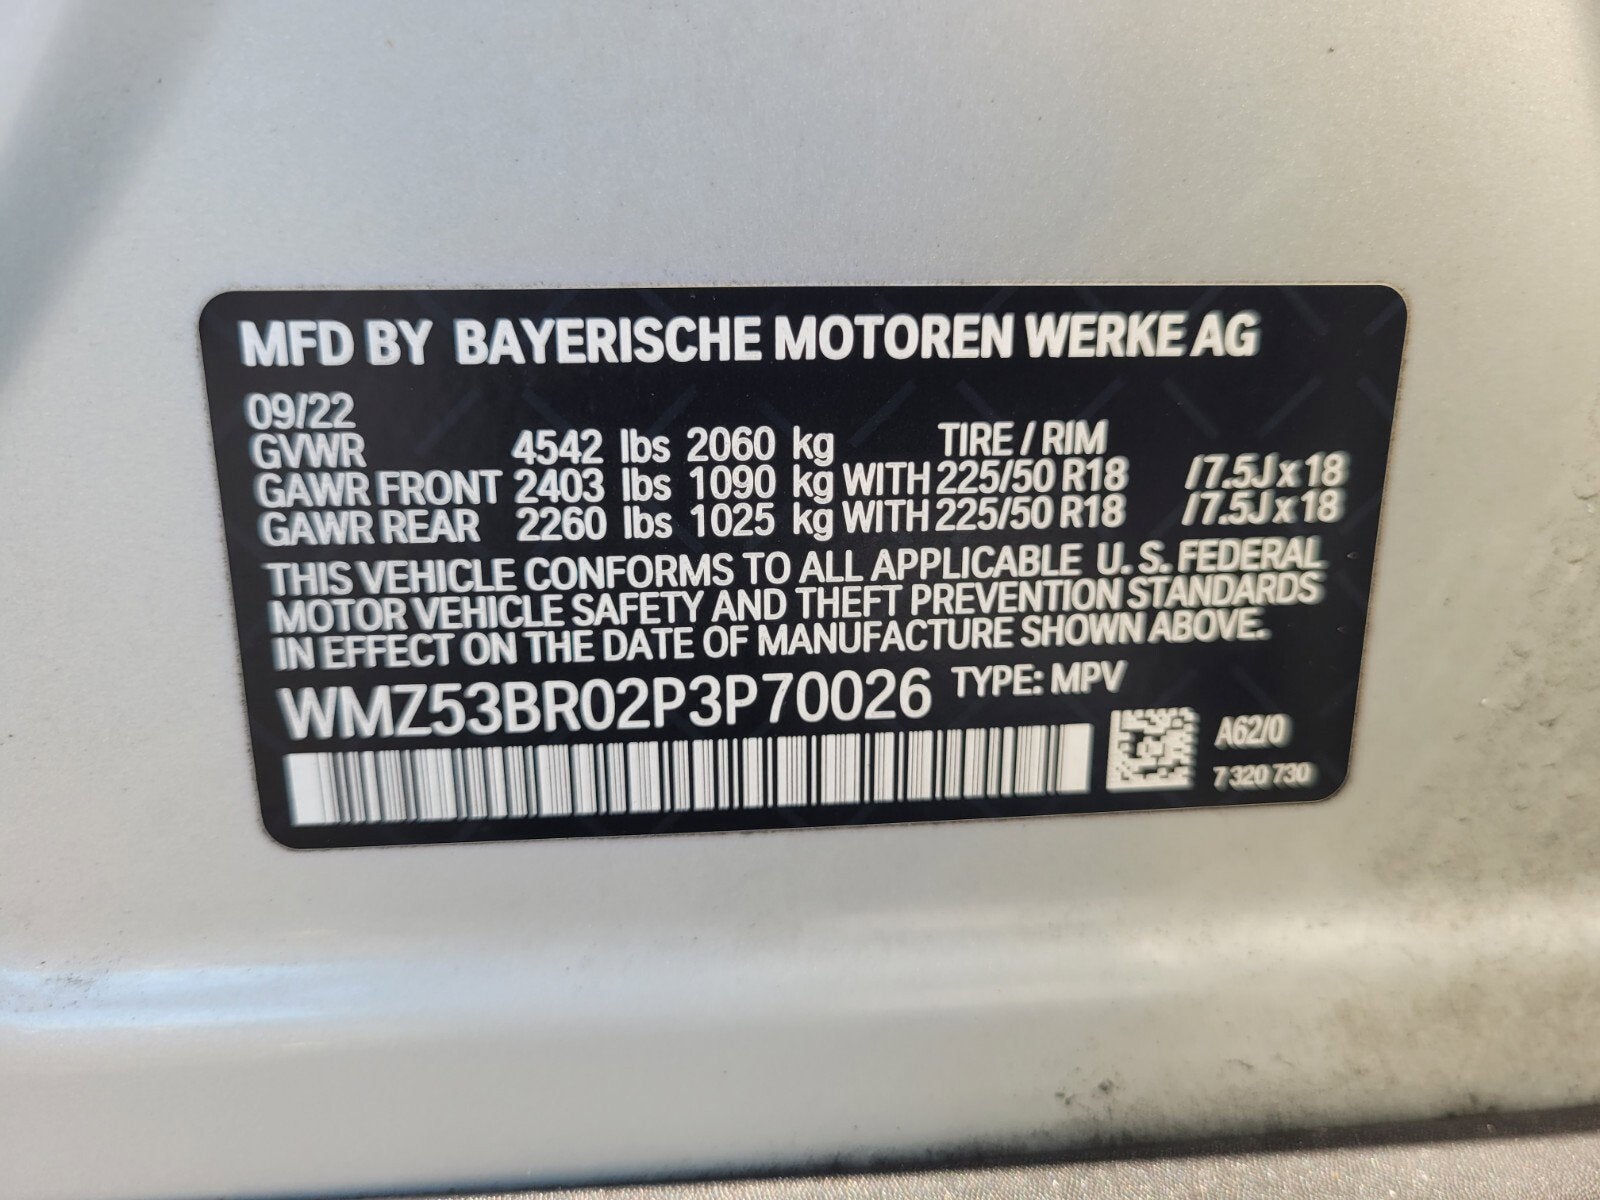 MFD BY BAYERISCHE MOTOREN WERKE AG
09/22
GVWR 4542 lbs 2060 kg TIRE / RIM
GAWR FRONT 2403 lbs 1090 kg WITH 225/50 R18 / 7.5J x 18
GAWR REAR 2260 lbs 1025 kg WITH 225/50 R18 / 7.5J x 18
THIS VEHICLE CONFORMS TO ALL APPLICABLE U. S. FEDERAL
MOTOR VEHICLE SAFETY AND THEFT PREVENTION STANDARDS
IN EFFECT ON THE DATE OF MANUFACTURE SHOWN ABOVE.
WMZ53BR02P3P70026 TYPE: MPV
A62/0
7 320 730